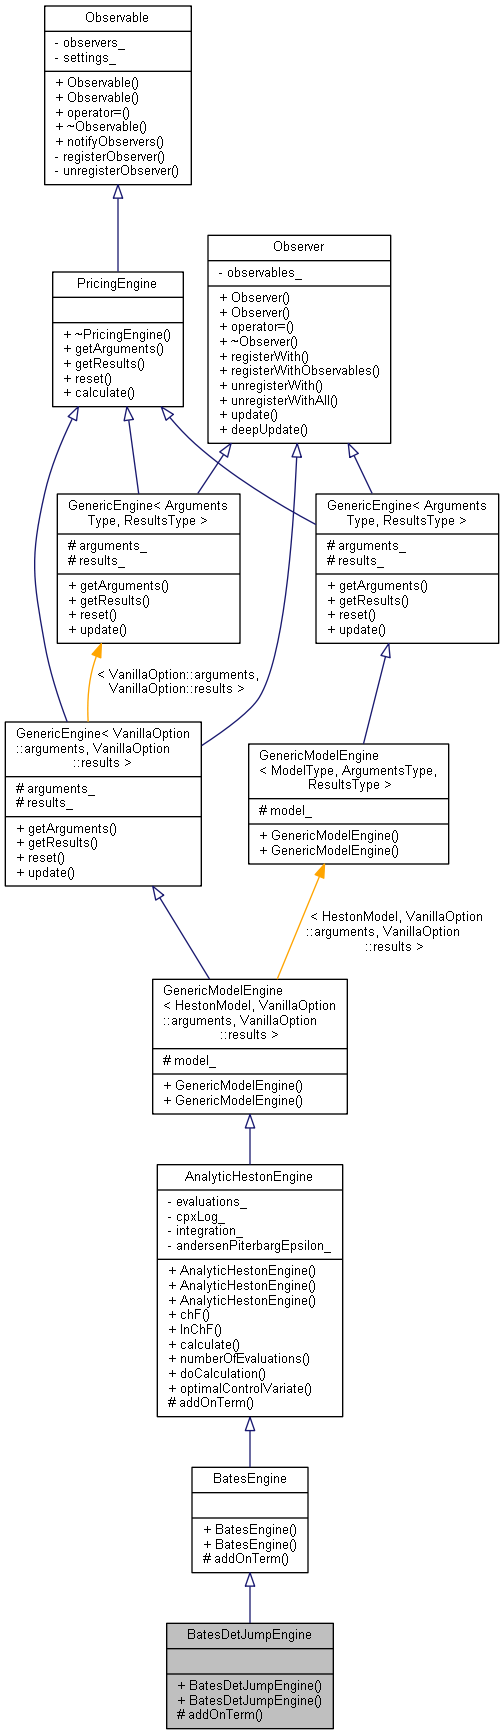 Observable
- observers_
- settings_
+ Observable()
+ Observable()
+ operator=()
+ ~Observable()
+ notifyObservers()
- registerObserver()
- unregisterObserver()
Observer
- observables_
+ Observer()
+ Observer()
+ operator=()
+ ~Observer()
+ registerWith()
+ registerWithObservables()
+ unregisterWith()
+ unregisterWithAll()
+ update()
+ deepUpdate()
PricingEngine
+ ~PricingEngine()
+ getArguments()
+ getResults()
+ reset()
+ calculate()
GenericEngine< Arguments
Type, ResultsType >
# arguments_
# results_
+ getArguments()
+ getResults()
+ reset()
+ update()
GenericEngine< Arguments
Type, ResultsType >
# arguments_
# results_
+ getArguments()
+ getResults()
+ reset()
+ update()
< VanillaOption::arguments,
VanillaOption::results >
GenericEngine< VanillaOption
::arguments, VanillaOption
::results >
# arguments_
# results_
+ getArguments()
+ getResults()
+ reset()
+ update()
GenericModelEngine
< ModelType, ArgumentsType,
ResultsType >
# model_
+ GenericModelEngine()
+ GenericModelEngine()
< HestonModel, VanillaOption
::arguments, VanillaOption
::results >
GenericModelEngine
< HestonModel, VanillaOption
::arguments, VanillaOption
::results >
# model_
+ GenericModelEngine()
+ GenericModelEngine()
AnalyticHestonEngine
- evaluations_
- cpxLog_
- integration_
- andersenPiterbargEpsilon_
+ AnalyticHestonEngine()
+ AnalyticHestonEngine()
+ AnalyticHestonEngine()
+ chF()
+ lnChF()
+ calculate()
+ numberOfEvaluations()
+ doCalculation()
+ optimalControlVariate()
# addOnTerm()
BatesEngine
+ BatesEngine()
+ BatesEngine()
# addOnTerm()
BatesDetJumpEngine
+ BatesDetJumpEngine()
+ BatesDetJumpEngine()
# addOnTerm()